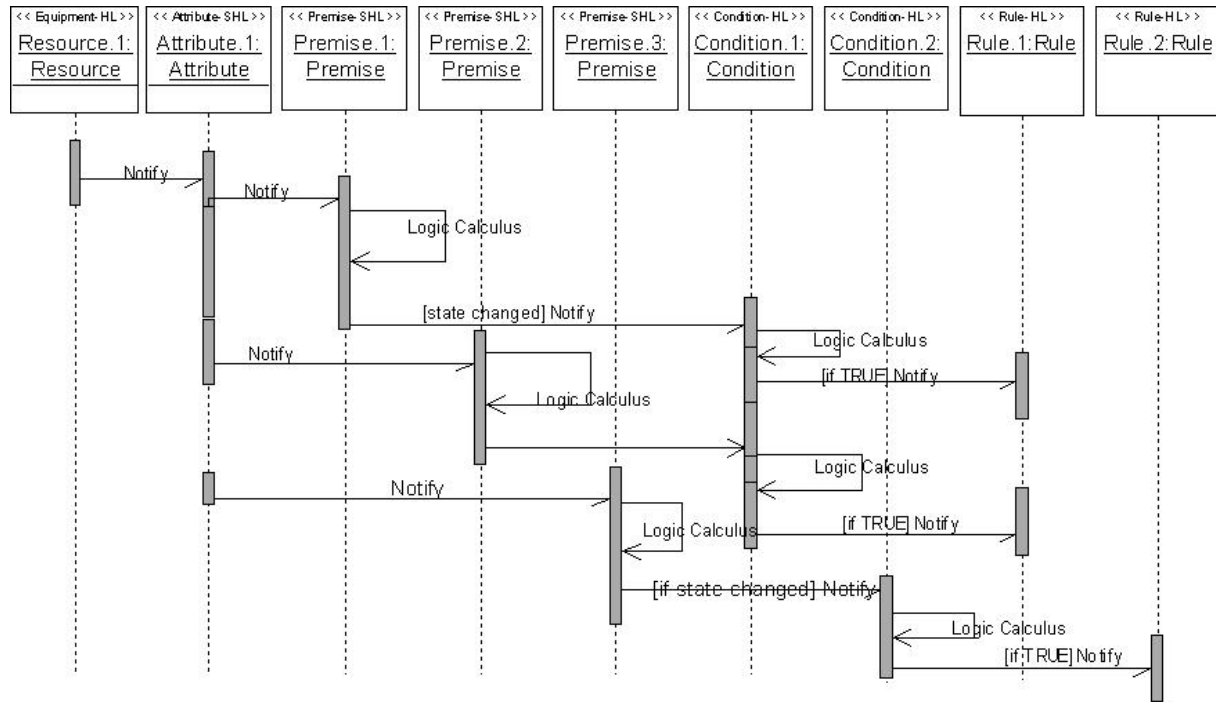 << Equipment-HL>>
Resource.1:
Resource
<< Attribute-SHL>>
Attribute.1:
Attribute
<< Premise-SHL>>
Premise.1:
Premise
<< Premise-SHL>>
Premise.2:
Premise
<< Premise-SHL>>
Premise.3:
Premise
<< Condition-HL>>
Condition.1:
Condition
<< Condition-HL>>
Condition.2:
Condition
<< Rule-HL>>
Rule.1:Rule
<< Rule-HL>>
Rule.2:Rule
Notify
Notify
Logic Calculus
[state changed] Notify
Logic Calculus
Notify
[if TRUE] Notify
Logic Calculus
Logic Calculus
Notify
[if TRUE] Notify
Logic Calculus
[if state changed] Notify
Logic Calculus
[if TRUE] Notify